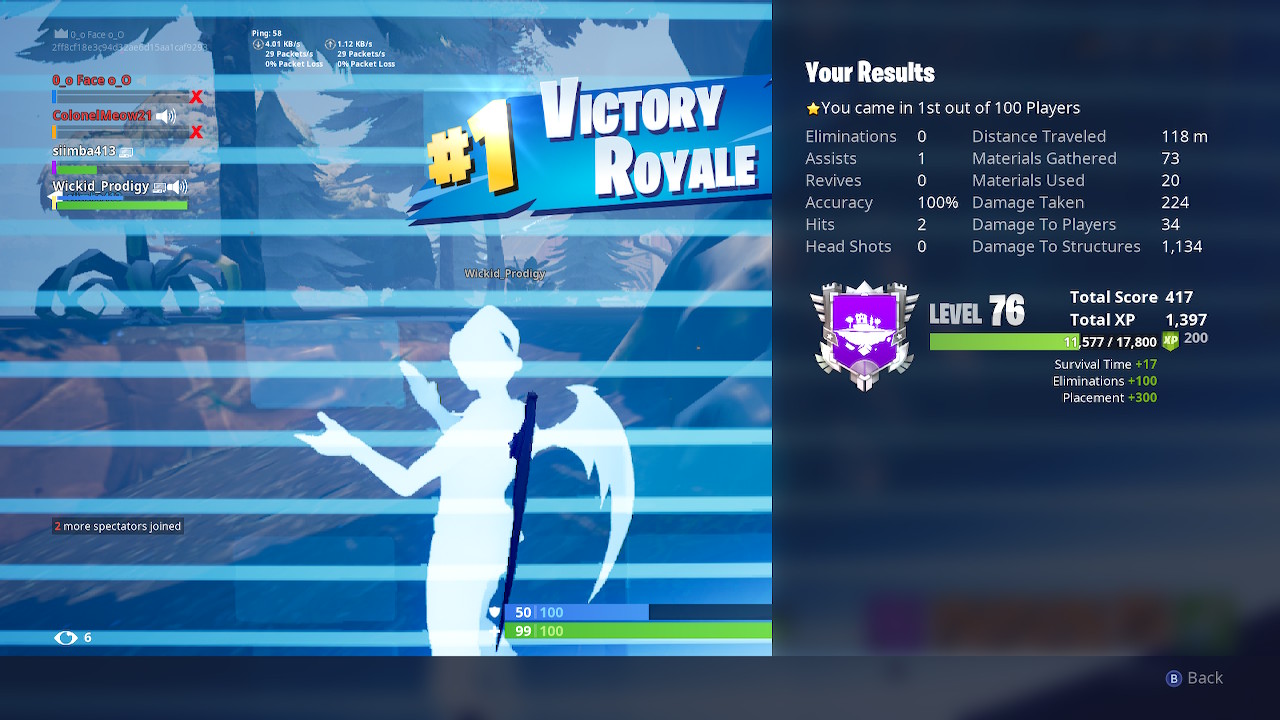 0_o Face o_O
Ping: 58
4.01 KB/s 1.12 KB/s
29 Packets/s 29 Packets/s
0% Packet Loss 0% Packet Loss
0_o Face o_O
X
ColonelMeow21
X
siimba413
Wickid_Prodigy
#1 VICTORY ROYALE
Wickid_Prodigy
2 more spectators joined
50 | 100
99 | 100
6
Your Results
You came in 1st out of 100 Players
Eliminations 0 Distance Traveled 118 m
Assists 1 Materials Gathered 73
Revives 0 Materials Used 20
Accuracy 100% Damage Taken 224
Hits 2 Damage To Players 34
Head Shots 0 Damage To Structures 1,134
LEVEL 76
Total Score 417
Total XP 1,397
11,577 / 17,800 XP 200
Survival Time +17
Eliminations +100
Placement +300
B Back